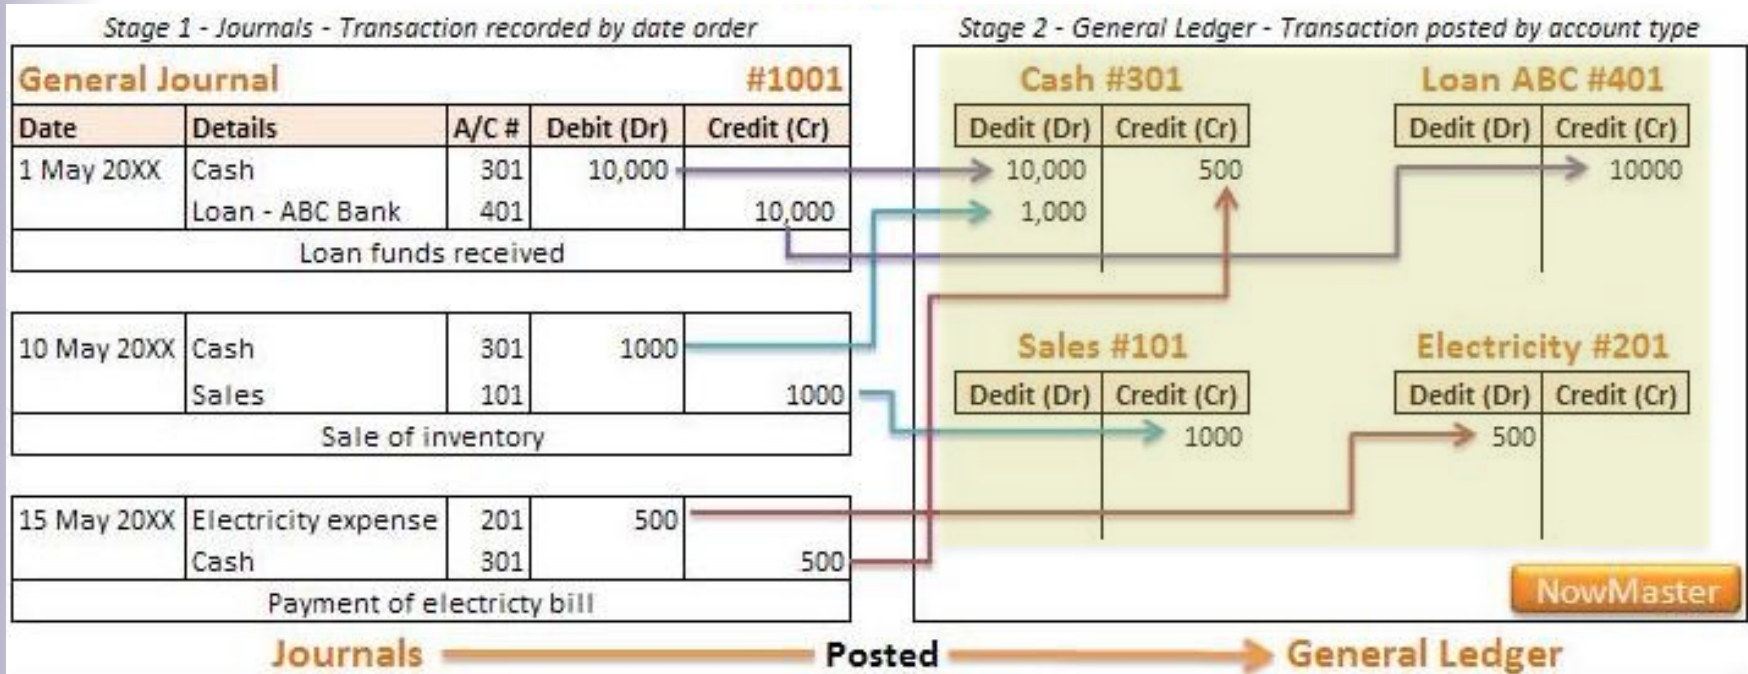 Stage 1 - Journals - Transaction recorded by date order
General Journal #1001
Date Details A/C # Debit (Dr) Credit (Cr)
1 May 20XX Cash 301 10,000
Loan - ABC Bank 401 10,000
Loan funds received
10 May 20XX Cash 301 1000
Sales 101 1000
Sale of inventory
15 May 20XX Electricity expense 201 500
Cash 301 500
Payment of electricty bill
Stage 2 - General Ledger - Transaction posted by account type
Cash #301
Dedit (Dr) Credit (Cr)
10,000 500
1,000
Loan ABC #401
Dedit (Dr) Credit (Cr)
10000
Sales #101
Dedit (Dr) Credit (Cr)
1000
Electricity #201
Dedit (Dr) Credit (Cr)
500
NowMaster
Journals Posted General Ledger